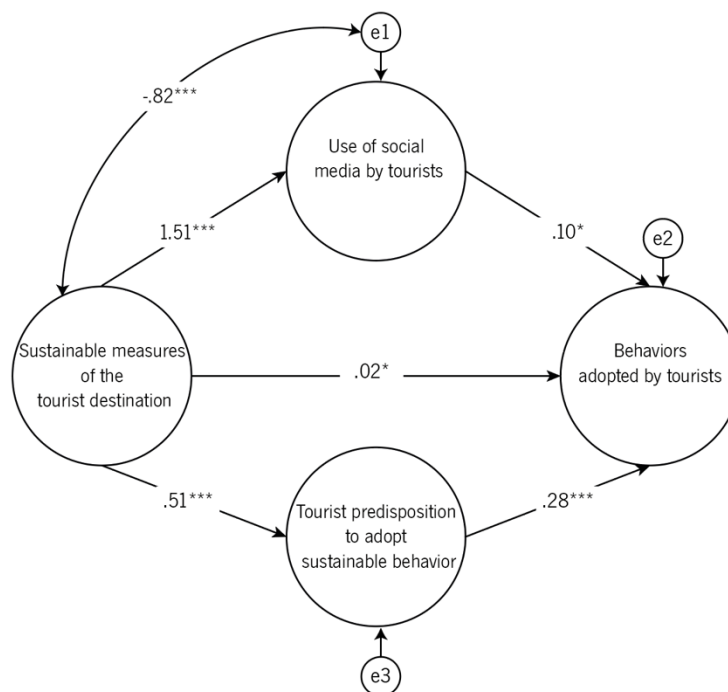 e1
-.82***
Use of social
media by tourists
1.51***
.10*
e2
Sustainable measures
of the
tourist destination
.02*
Behaviors
adopted by tourists
.51***
Tourist predisposition
to adopt
sustainable behavior
.28***
e3